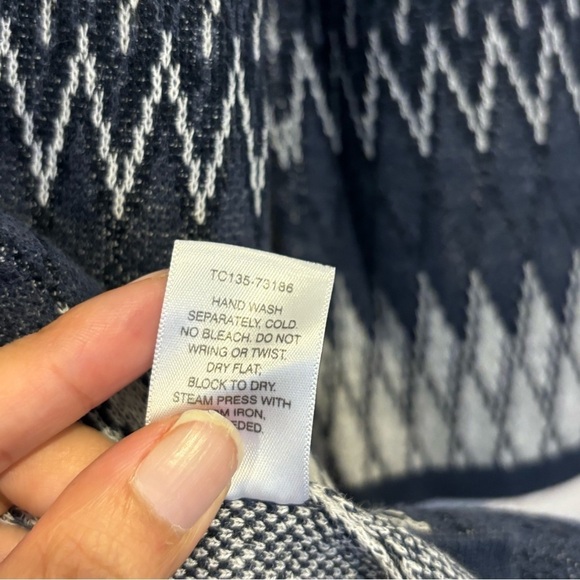 TC135-73186
HAND WASH
SEPARATELY, COLD.
NO BLEACH. DO NOT
WRING OR TWIST.
DRY FLAT;
BLOCK TO DRY.
STEAM PRESS WITH
IRON,